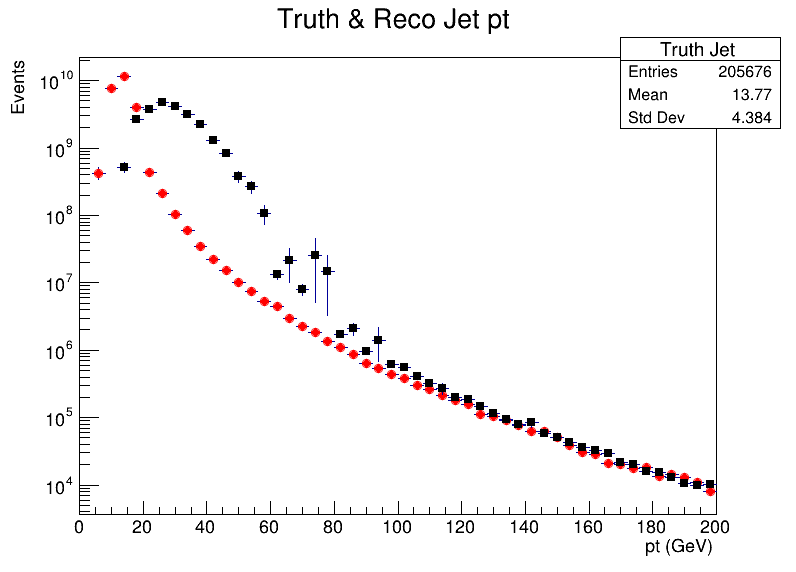 Truth & Reco Jet pt
Truth Jet
Entries 205676
Mean 13.77
Std Dev 4.384
Events
10^10
10^9
10^8
10^7
10^6
10^5
10^4
0 20 40 60 80 100 120 140 160 180 200
pt (GeV)